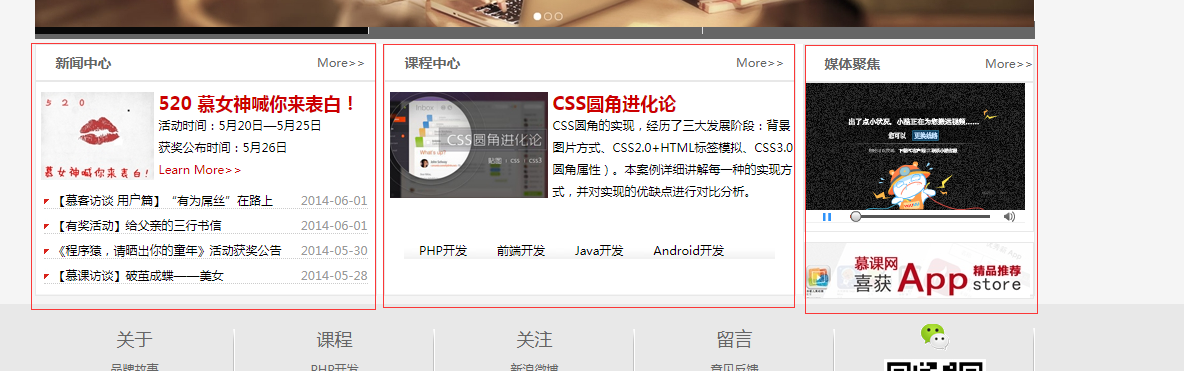 新闻中心
More>>
5 2 0
慕女神喊你来表白!
520 慕女神喊你来表白！
活动时间：5月20日—5月25日
获奖公布时间：5月26日
Learn More>>
【慕客访谈 用户篇】“有为屌丝”在路上
2014-06-01
【有奖活动】给父亲的三行书信
2014-06-01
《程序猿，请晒出你的童年》活动获奖公告
2014-05-30
【慕课访谈】破茧成蝶——美女
2014-05-28
课程中心
More>>
Inbox
What's up?
CSS圆角进化论
贴图 | CSS | CSS3
CSS圆角进化论
CSS圆角的实现，经历了三大发展阶段：背景
图片方式、CSS2.0+HTML标签模拟、CSS3.0
圆角属性）。本案例详细讲解每一种的实现方
式，并对实现的优缺点进行对比分析。
PHP开发
前端开发
Java开发
Android开发
媒体聚焦
More>>
出了点小状况，小酷正在为您搬运视频……
您可以
更换线路
慕课网
喜获
App
精品推荐
store
关于
课程
关注
留言
品牌故事
PHP开发
新浪微博
意见反馈